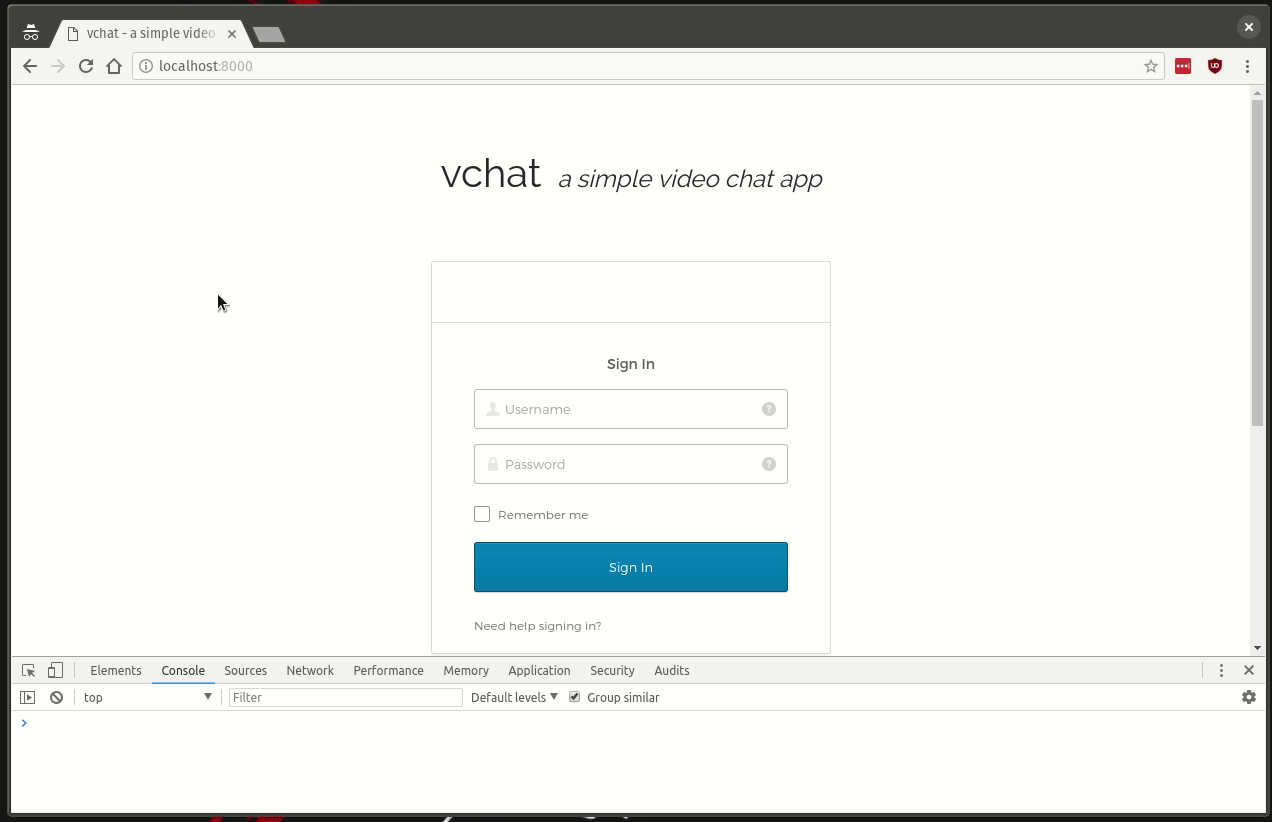 vchat - a simple video
localhost:8000
vchat a simple video chat app
Sign In
Username
Password
Remember me
Sign In
Need help signing in?
Elements Console Sources Network Performance Memory Application Security Audits
top Filter Default levels Group similar